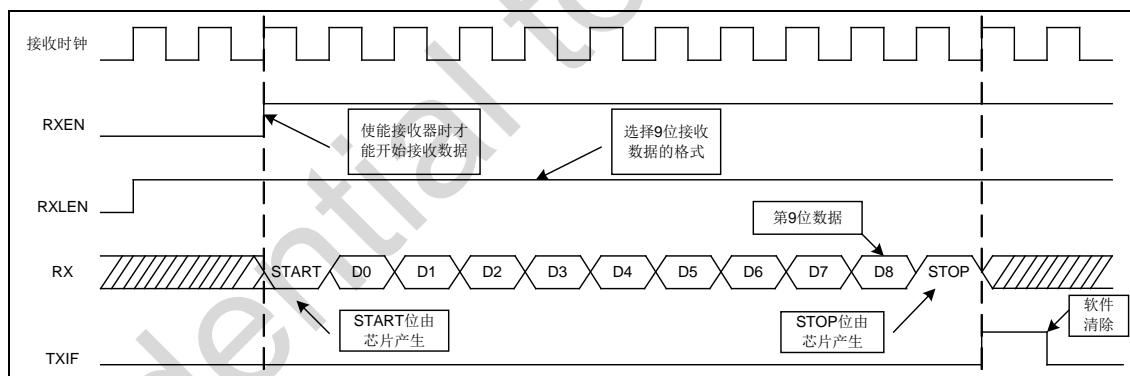 接收时钟
RXEN
使能接收器时才
能开始接收数据
选择9位接收
数据的格式
RXLEN
第9位数据
RX
START
D0
D1
D2
D3
D4
D5
D6
D7
D8
STOP
START位由
芯片产生
STOP位由
芯片产生
软件
清除
TXIF
dential to